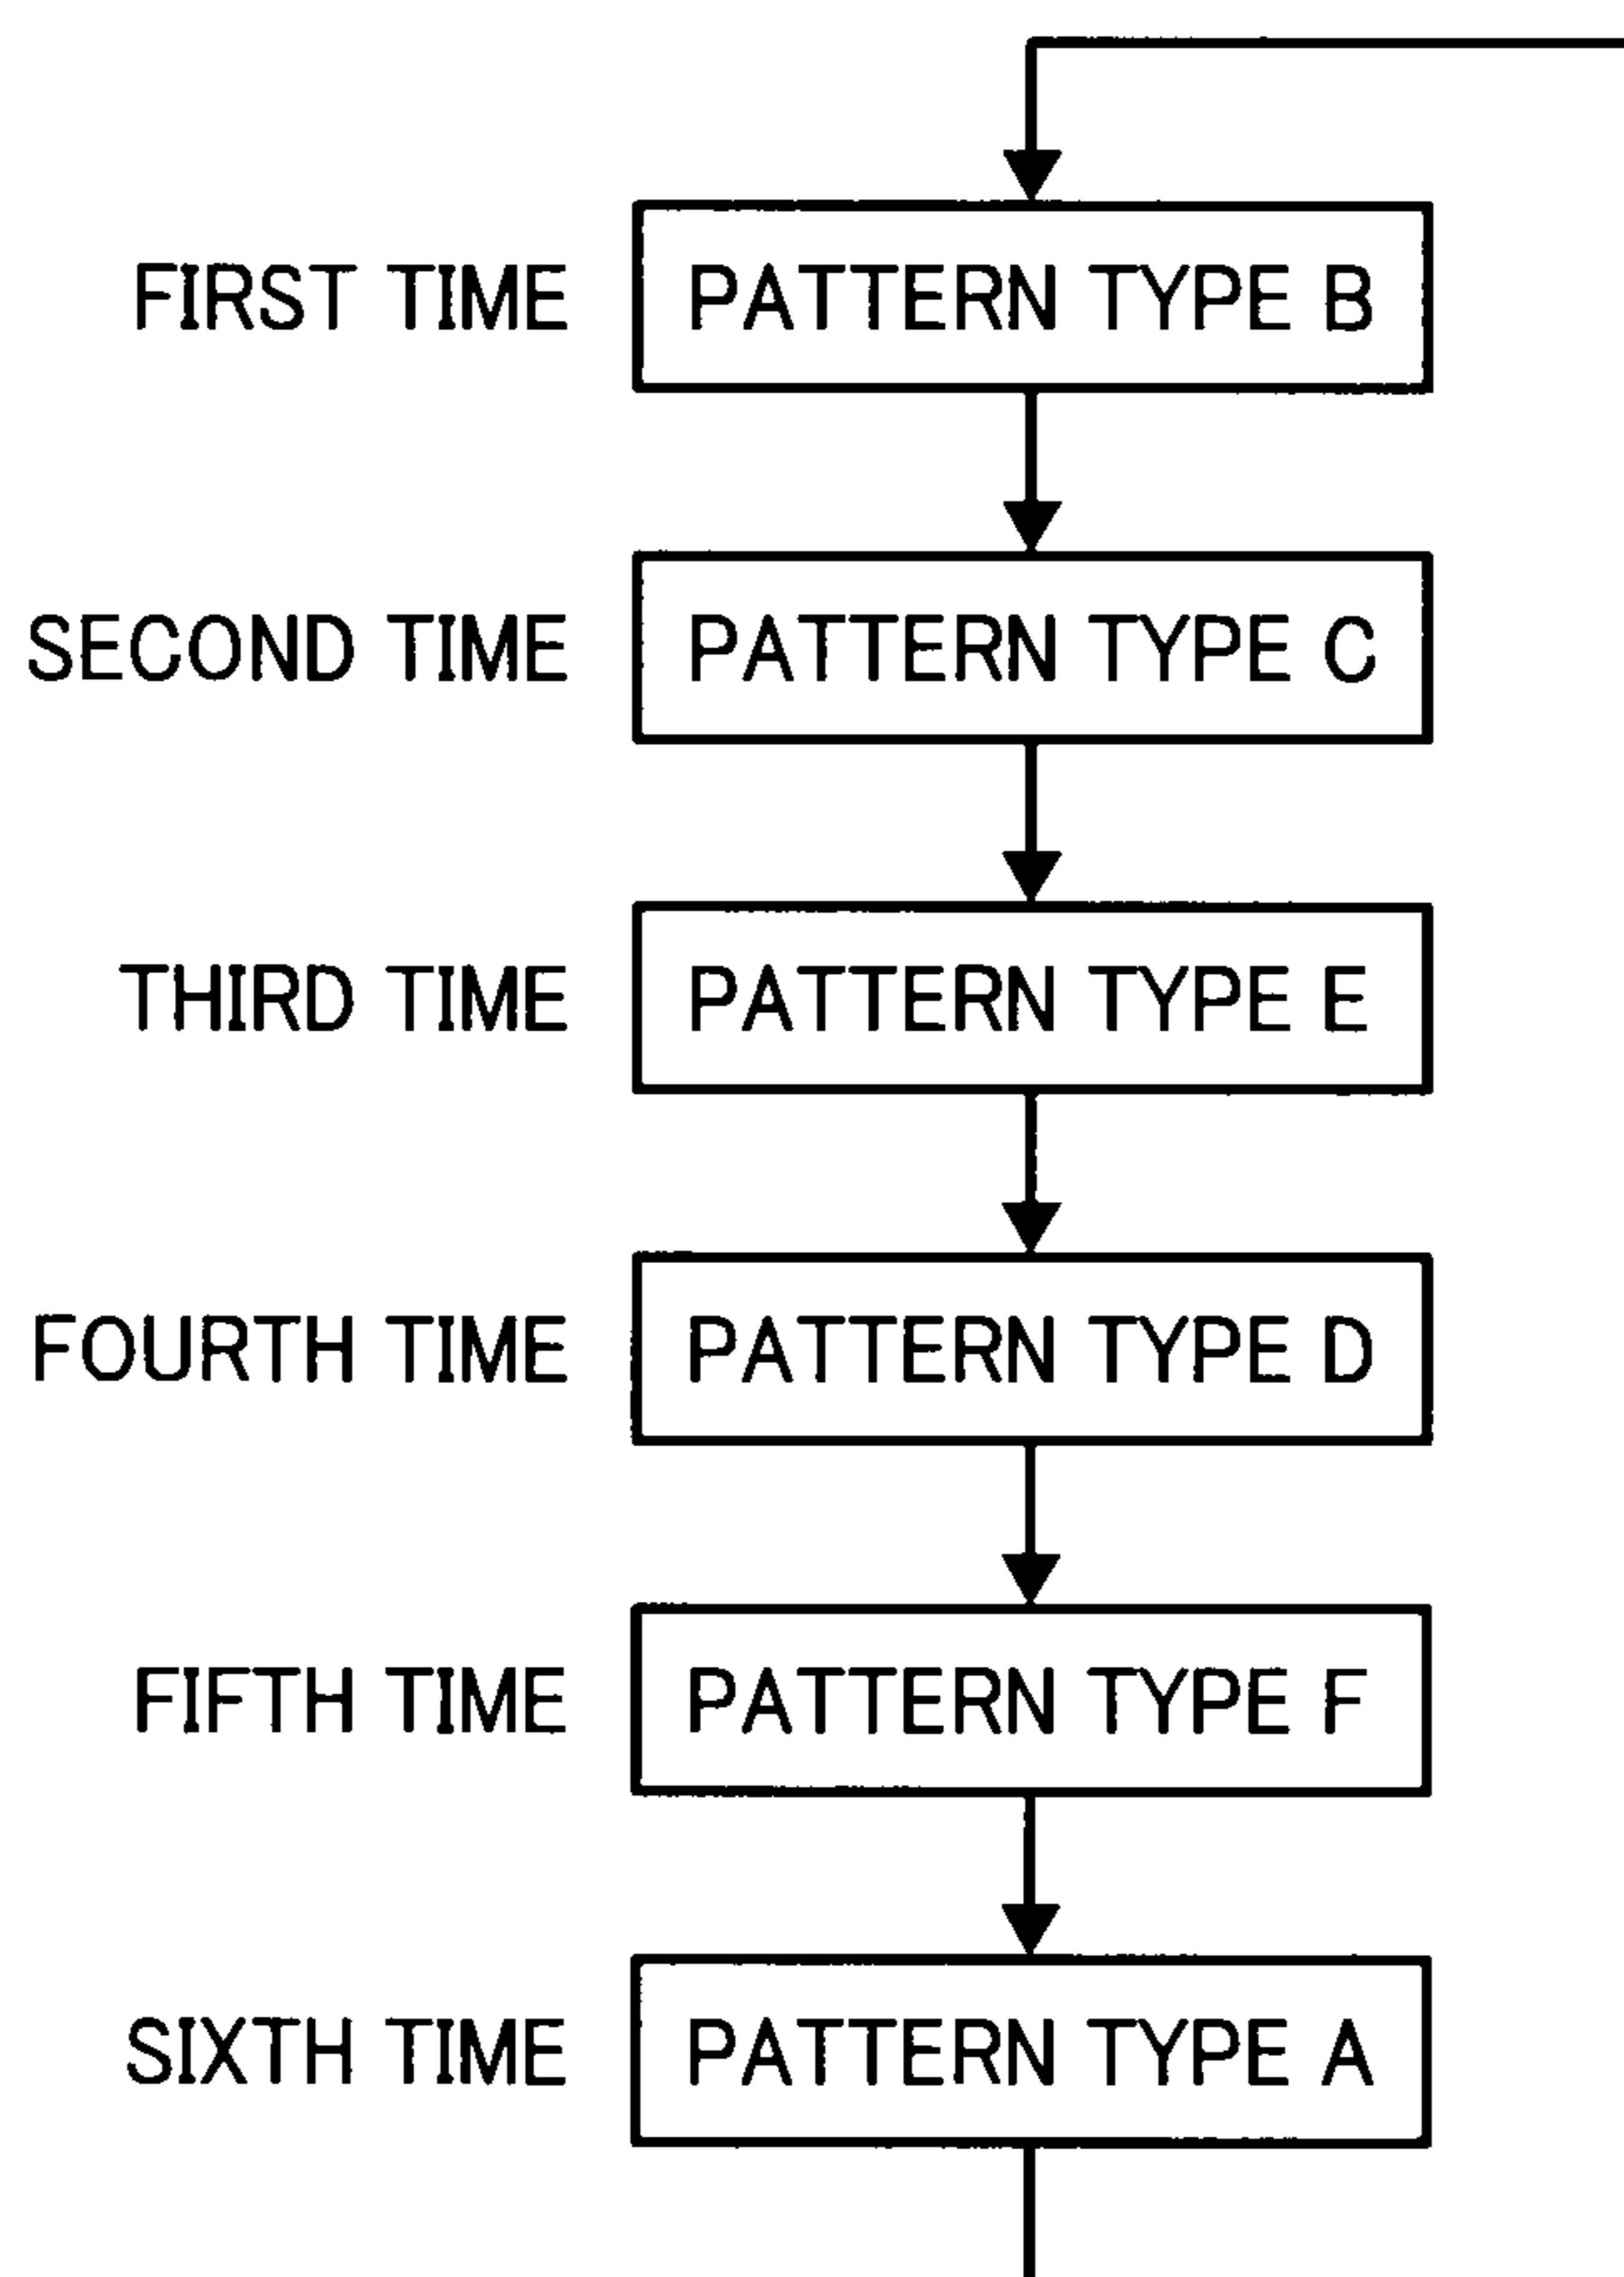 FIRST TIME PATTERN TYPE B
SECOND TIME PATTERN TYPE C
THIRD TIME PATTERN TYPE E
FOURTH TIME PATTERN TYPE D
FIFTH TIME PATTERN TYPE F
SIXTH TIME PATTERN TYPE A